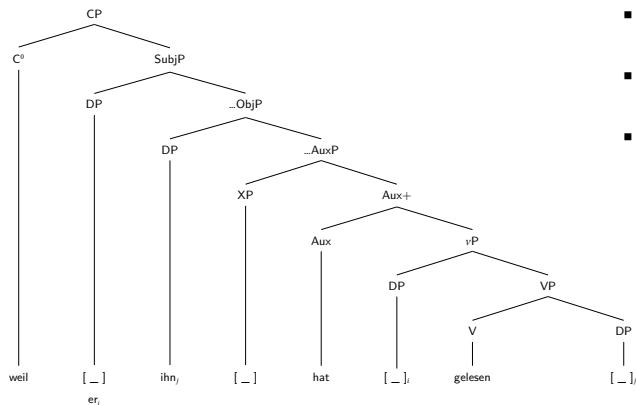 CP
C⁰ SubjP
DP …ObjP
DP …AuxP
XP Aux+
Aux vP
DP VP
V DP
weil [ _ ] ihnⱼ [ _ ] hat [ _ ]ᵢ gelesen [ _ ]ⱼ
erᵢ